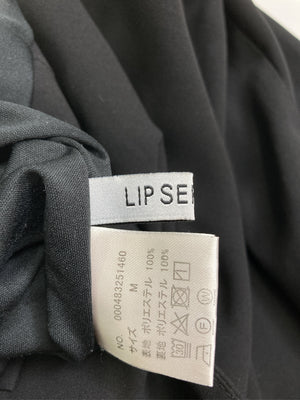 LIP SE
NO. 000483251460
サイズ M
表地 ポリエステル 100%
裏地 ポリエステル 100%